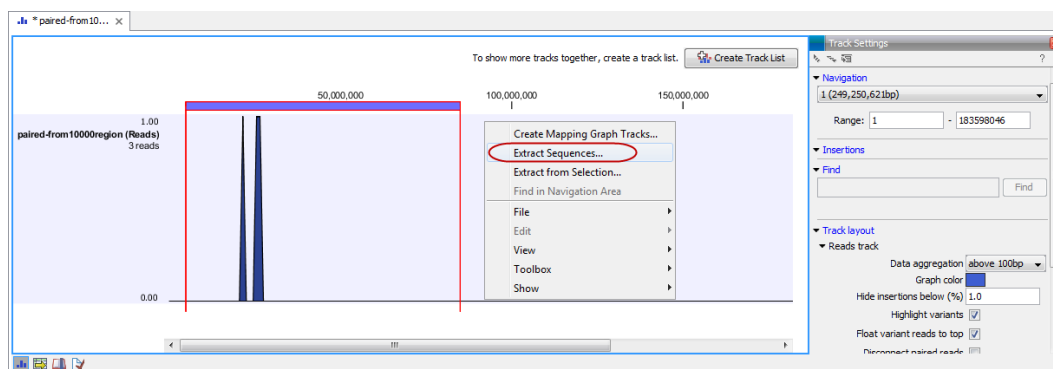 * paired-from10... ×
To show more tracks together, create a track list. Create Track List
50,000,000 100,000,000 150,000,000
1.00
paired-from10000region (Reads)
3 reads
0.00
Create Mapping Graph Tracks...
Extract Sequences...
Extract from Selection...
Find in Navigation Area
File
Edit
View
Toolbox
Show
Track Settings
?
Navigation
1 (249,250,621bp)
Range: 1 - 183598046
Insertions
Find
Find
Track layout
Reads track
Data aggregation above 100bp
Graph color
Hide insertions below (%) 1.0
Highlight variants
Float variant reads to top
Disconnect paired reads